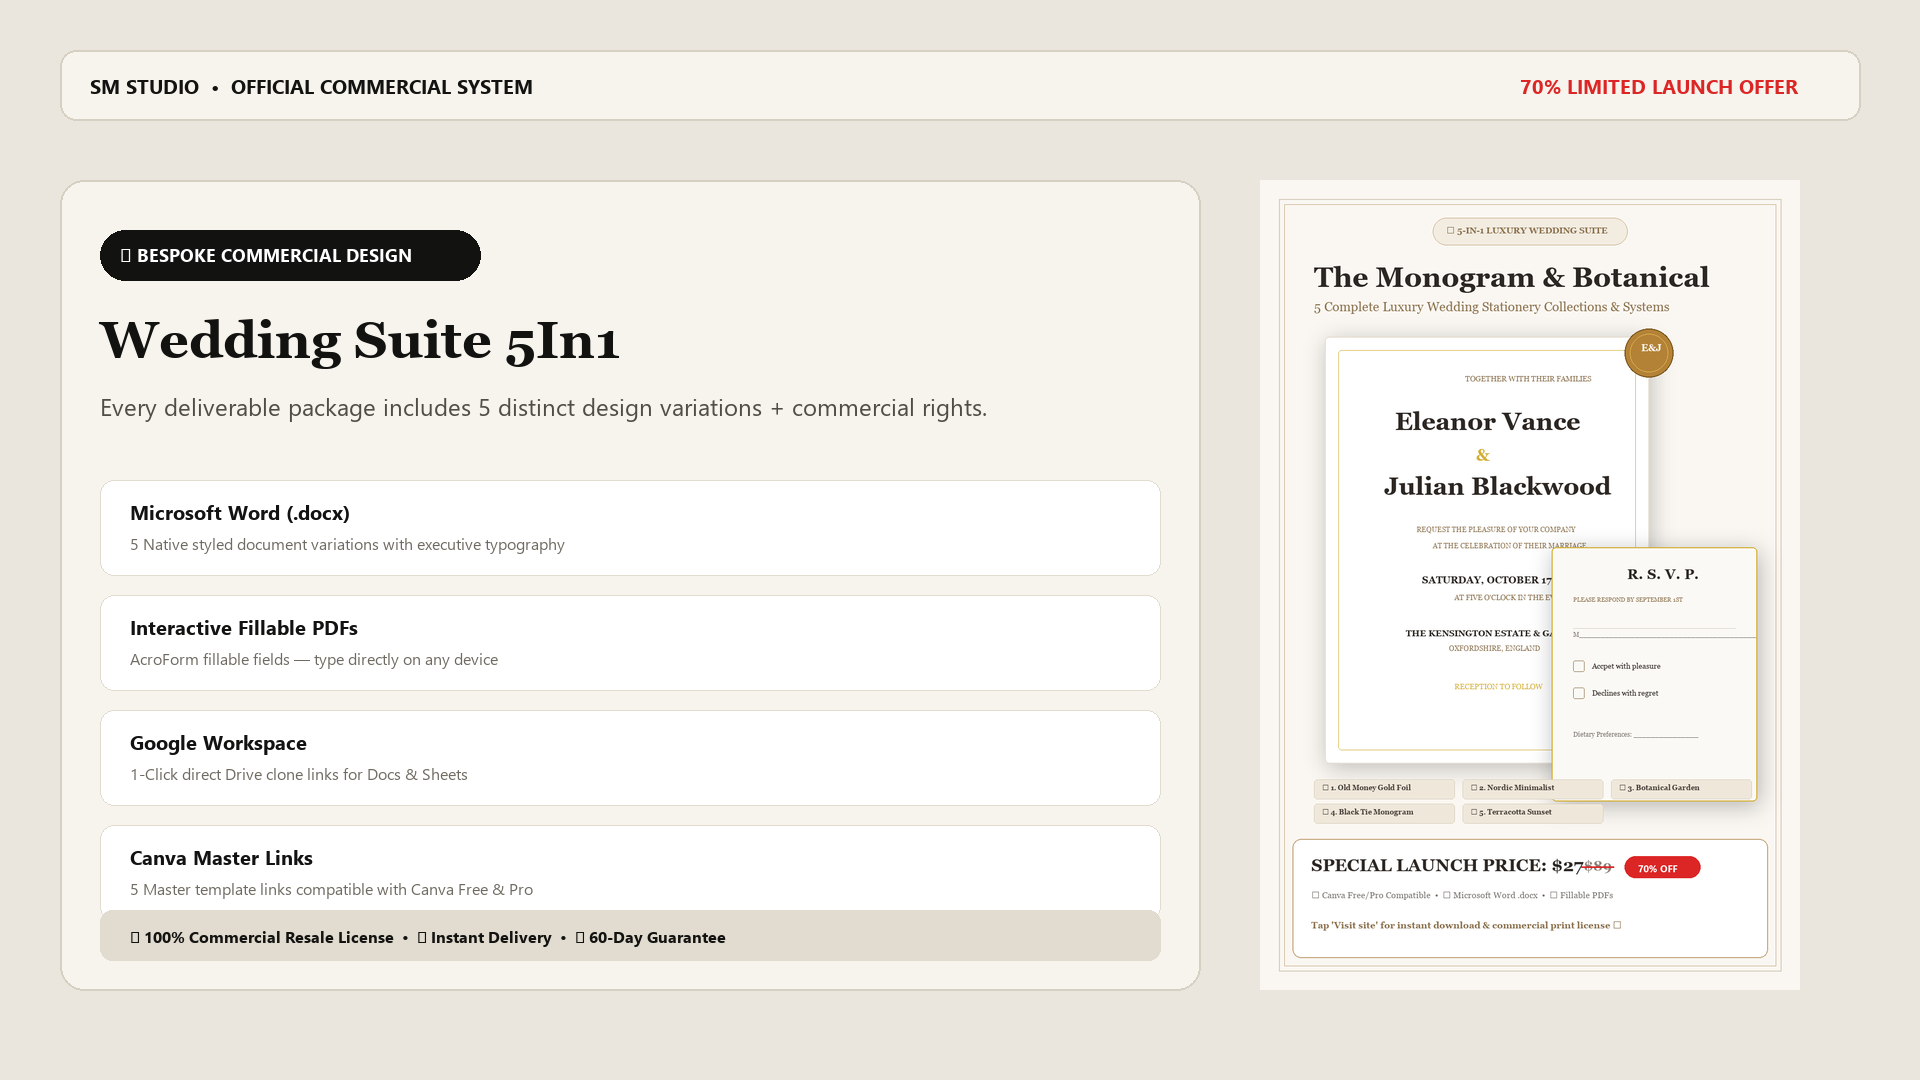 SM STUDIO • OFFICIAL COMMERCIAL SYSTEM
70% LIMITED LAUNCH OFFER
BESPOKE COMMERCIAL DESIGN
Wedding Suite 5In1
Every deliverable package includes 5 distinct design variations + commercial rights.
Microsoft Word (.docx)
5 Native styled document variations with executive typography
Interactive Fillable PDFs
AcroForm fillable fields — type directly on any device
Google Workspace
1-Click direct Drive clone links for Docs & Sheets
Canva Master Links
5 Master template links compatible with Canva Free & Pro
100% Commercial Resale License • Instant Delivery • 60-Day Guarantee
5-IN-1 LUXURY WEDDING SUITE
The Monogram & Botanical
5 Complete Luxury Wedding Stationery Collections & Systems
E&J
TOGETHER WITH THEIR FAMILIES
Eleanor Vance
&
Julian Blackwood
REQUEST THE PLEASURE OF YOUR COMPANY
AT THE CELEBRATION OF THEIR MARRIAGE
SATURDAY, OCTOBER 17
AT FIVE O'CLOCK IN THE
THE KENSINGTON ESTATE &
OXFORDSHIRE, ENGLAND
RECEPTION TO FOLLOW
R. S. V. P.
PLEASE RESPOND BY SEPTEMBER 1ST
M
Accpet with pleasure
Declines with regret
Dietary Preferences:
1. Old Money Gold Foil
2. Nordic Minimalist
3. Botanical Garden
4. Black Tie Monogram
5. Terracotta Sunset
SPECIAL LAUNCH PRICE: $27 $89
70% OFF
Canva Free/Pro Compatible • Microsoft Word .docx • Fillable PDFs
Tap 'Visit site' for instant download & commercial print license